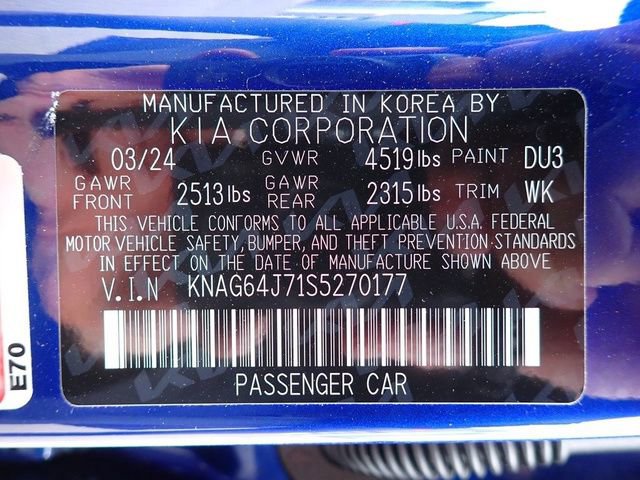 MANUFACTURED IN KOREA BY
KIA CORPORATION
03/24 GVWR 4519 lbs PAINT DU3
GAWR FRONT 2513 lbs GAWR REAR 2315 lbs TRIM WK
THIS VEHICLE CONFORMS TO ALL APPLICABLE U.S.A. FEDERAL
MOTOR VEHICLE SAFETY, BUMPER, AND THEFT PREVENTION STANDARDS
IN EFFECT ON THE DATE OF MANUFACTURE SHOWN ABOVE
V.I.N KNAG64J71S5270177
PASSENGER CAR
E70